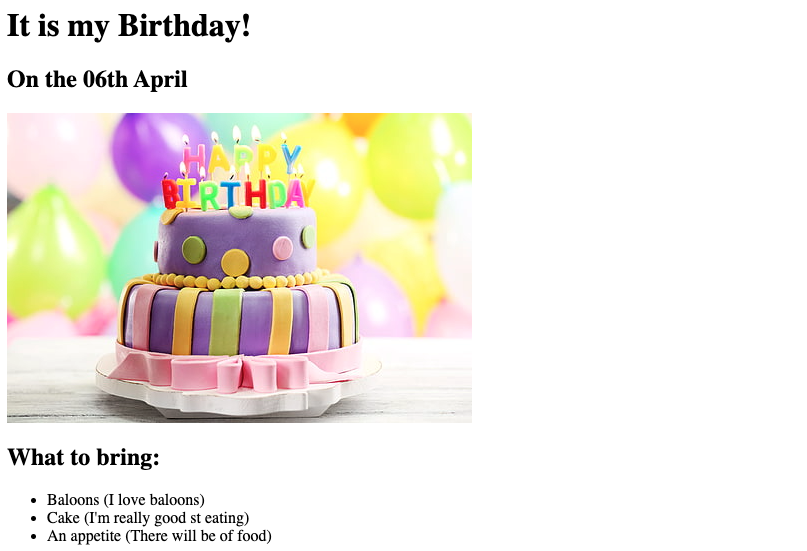 It is my Birthday!
On the 06th April
HAPPY
BIRTHDAY
What to bring:
Baloons (I love baloons)
Cake (I'm really good st eating)
An appetite (There will be of food)